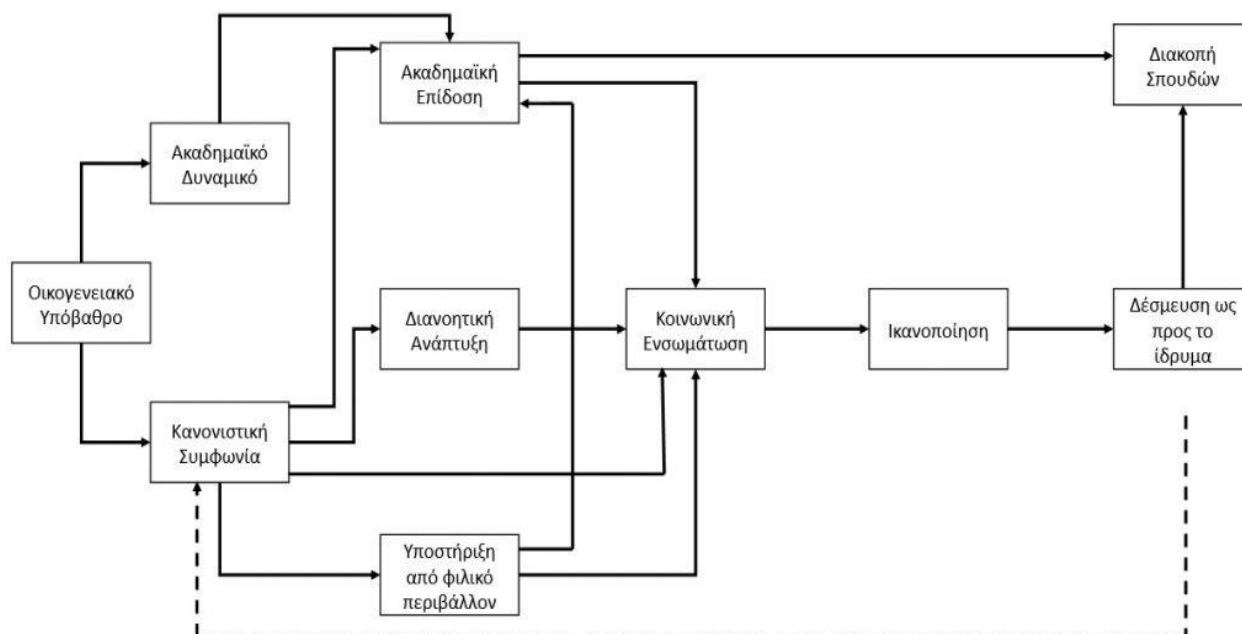 Ακαδημαϊκή
Επίδοση
Διακοπή
Σπουδών
Ακαδημαϊκό
Δυναμικό
Οικογενειακό
Υπόβαθρο
Διανοητική
Ανάπτυξη
Κοινωνική
Ενσωμάτωση
Ικανοποίηση
Δέσμευση ως
προς το
ίδρυμα
Κανονιστική
Συμφωνία
Υποστήριξη
από φιλικό
περιβάλλον